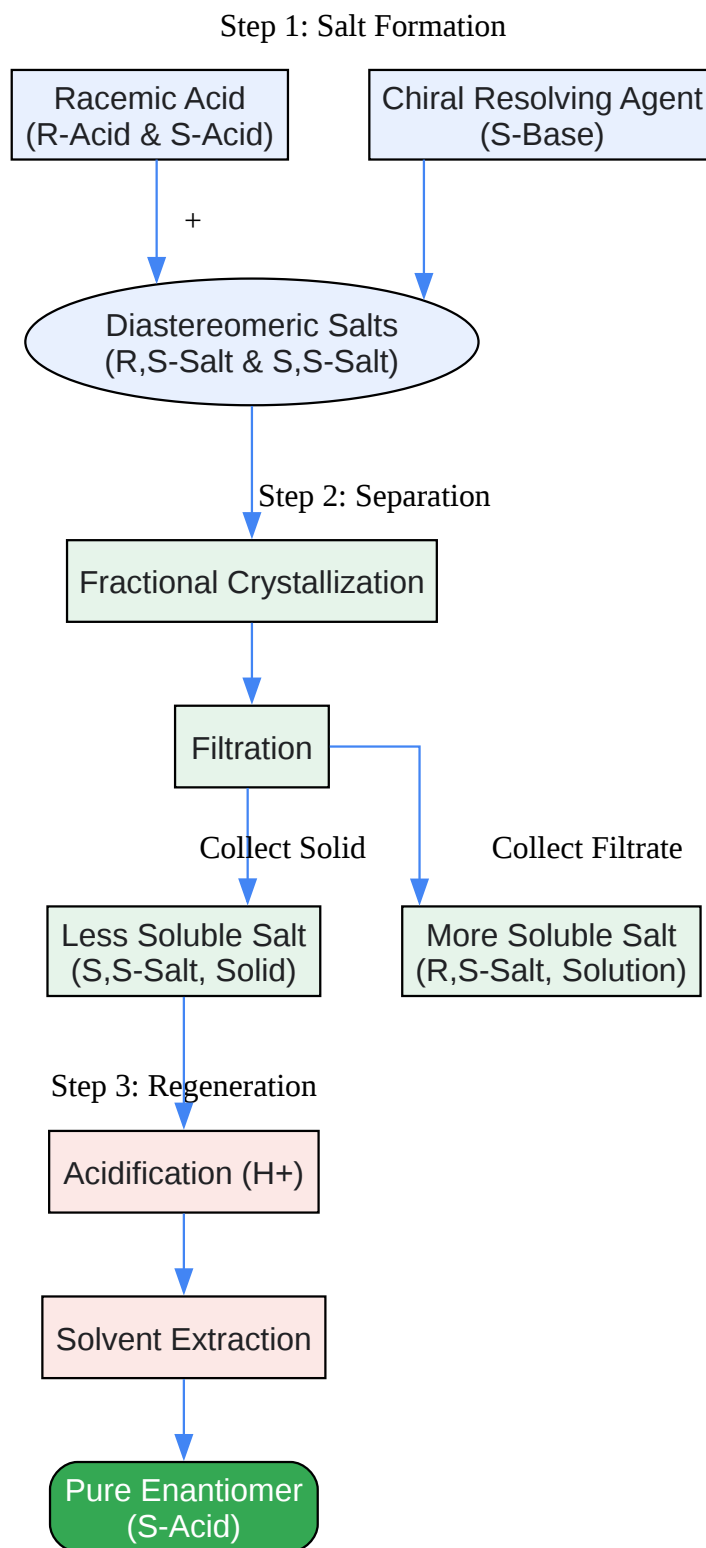 Step 1: Salt Formation
Racemic Acid
(R-Acid & S-Acid)
Chiral Resolving Agent
(S-Base)
+
Diastereomeric Salts
(R,S-Salt & S,S-Salt)
Step 2: Separation
Fractional Crystallization
Filtration
Collect Solid
Collect Filtrate
Less Soluble Salt
(S,S-Salt, Solid)
More Soluble Salt
(R,S-Salt, Solution)
Step 3: Regeneration
Acidification (H+)
Solvent Extraction
Pure Enantiomer
(S-Acid)